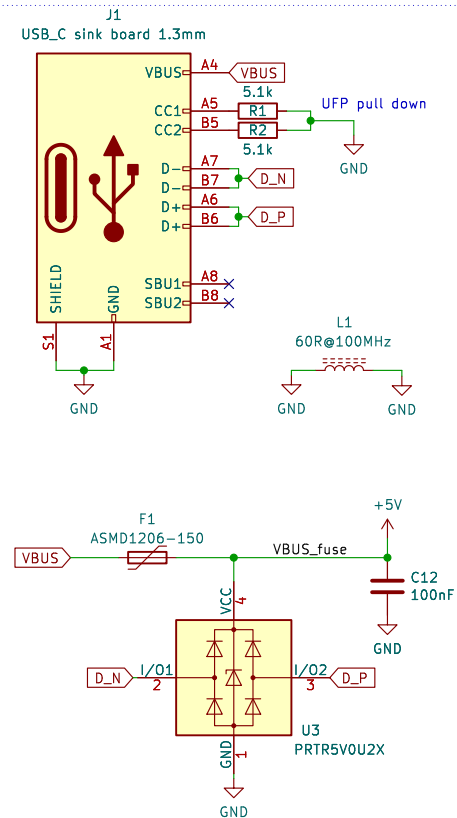 J1
USB_C sink board 1.3mm
VBUS
A4
VBUS
5.1k
CC1
A5
R1
UFP pull down
CC2
B5
R2
5.1k
GND
D-
A7
D-
B7
D_N
D+
A6
D+
B6
D_P
SBU1
A8
SBU2
B8
SHIELD
GND
S1
A1
GND
L1
60R@100MHz
GND
GND
+5V
F1
ASMD1206-150
VBUS
VBUS_fuse
C12
100nF
GND
VCC
4
D_N
I/O1
2
I/O2
3
D_P
U3
PRTR5V0U2X
GND
1
GND